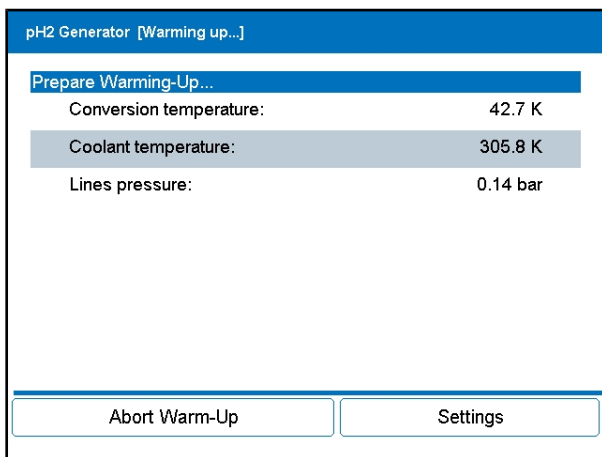 pH2 Generator [Warming up...]
Prepare Warming-Up...
Conversion temperature: 42.7 K
Coolant temperature: 305.8 K
Lines pressure: 0.14 bar
Abort Warm-Up Settings